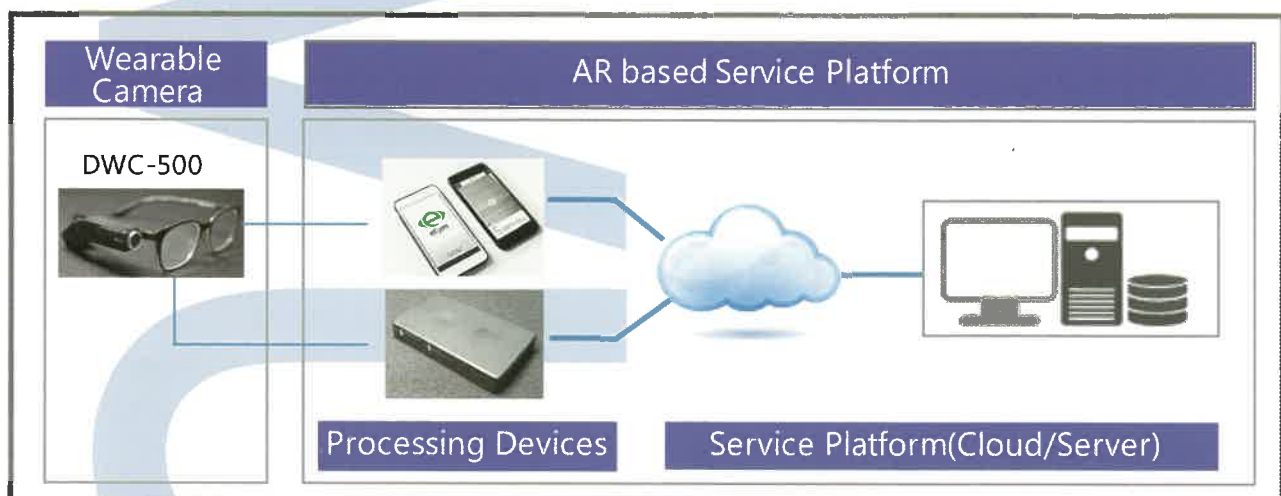 Wearable
Camera
AR based Service Platform
DWC-500
Processing Devices
Service Platform(Cloud/Server)